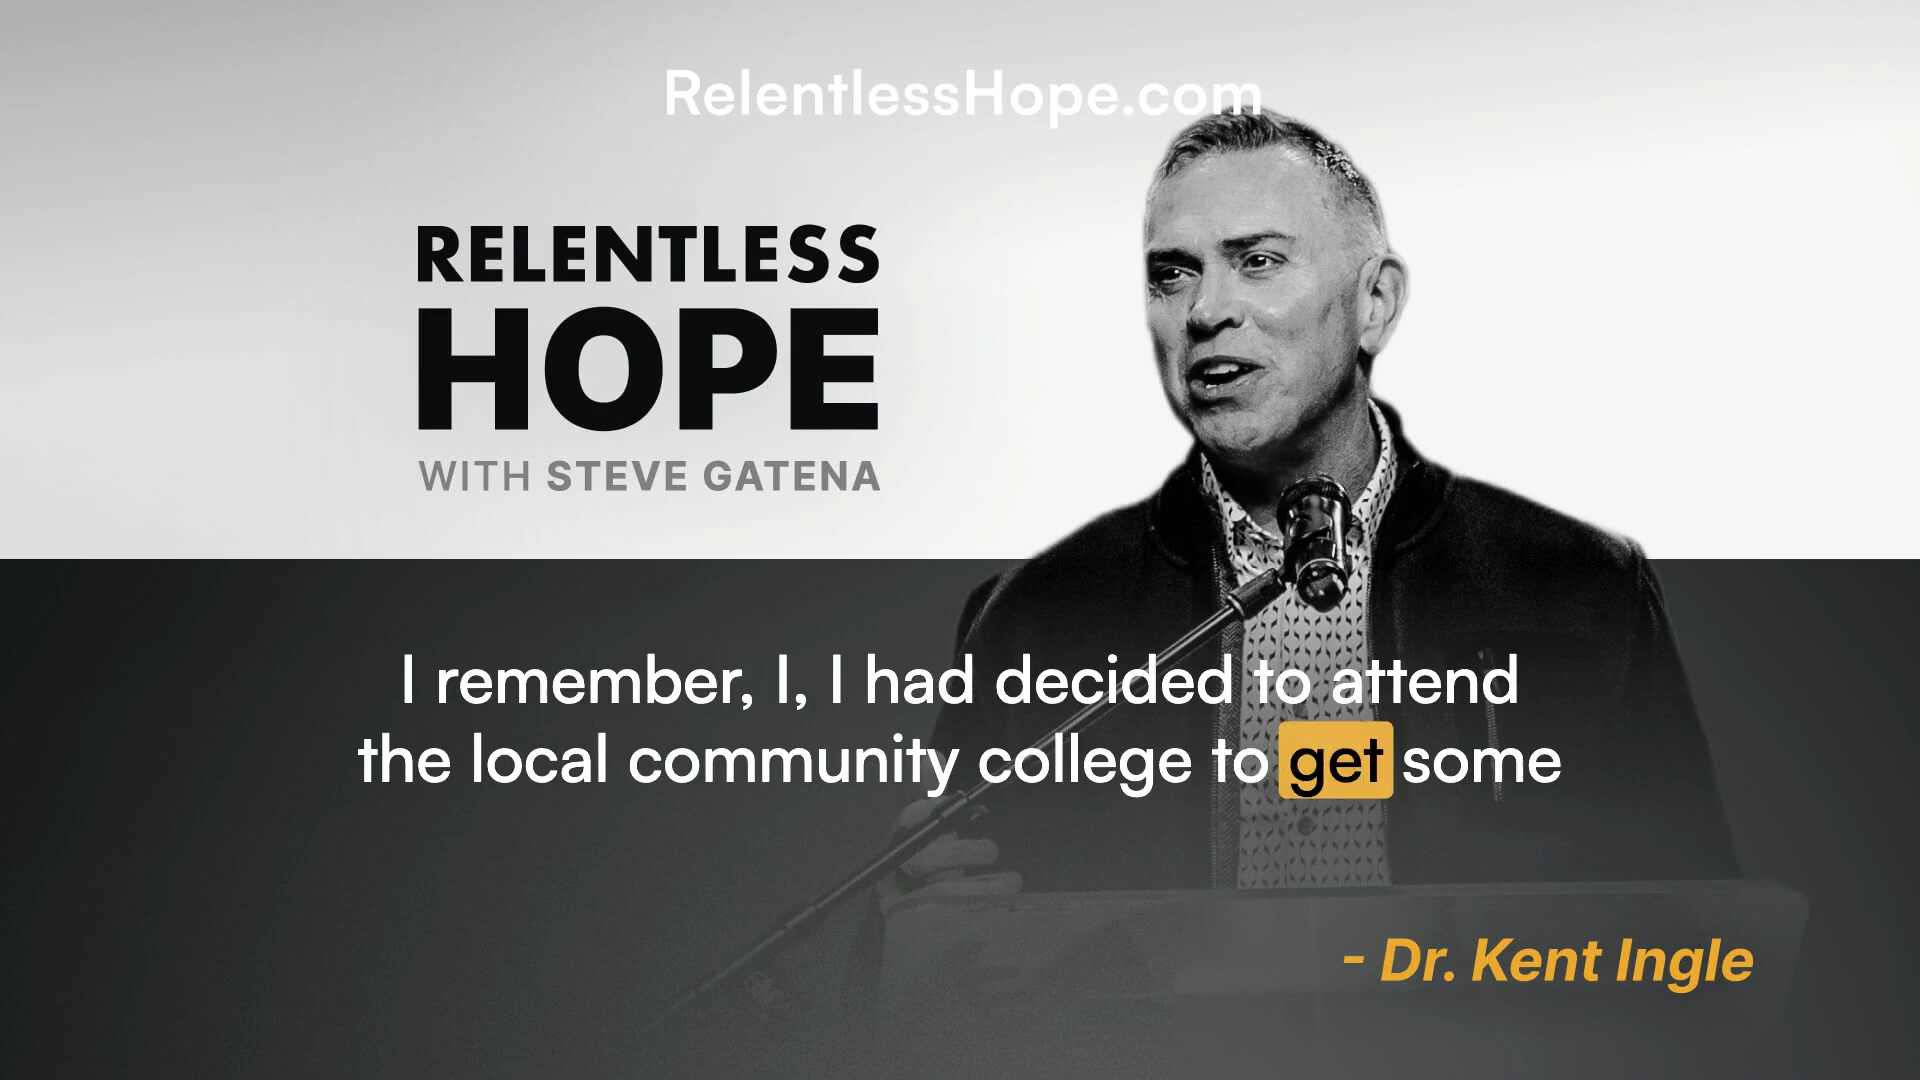 RelentlessHope.com
RELENTLESS
HOPE
WITH STEVE GATENA
I remember, I, I had decided to attend
the local community college to get some
- Dr. Kent Ingle